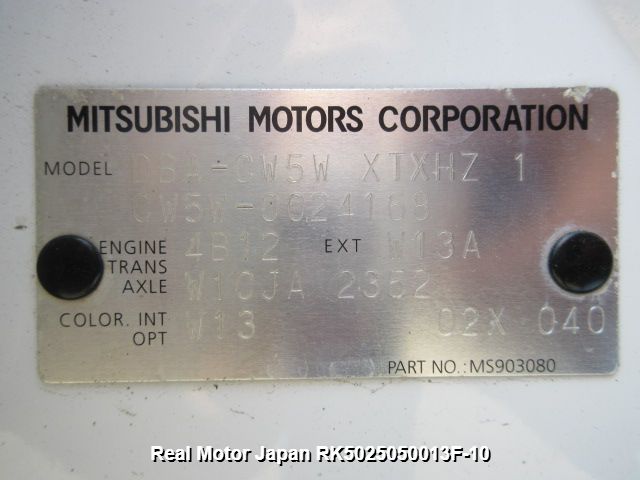 MITSUBISHI MOTORS CORPORATION
MODEL DBA-CW5W XTXHZ 1
CW5W-0024168
ENGINE 4B12 EXT W13A
TRANS
AXLE W1CJA 2352
COLOR. INT W13 02X 040
OPT
PART NO.:MS903080
Real Motor Japan RK5025050013F-10